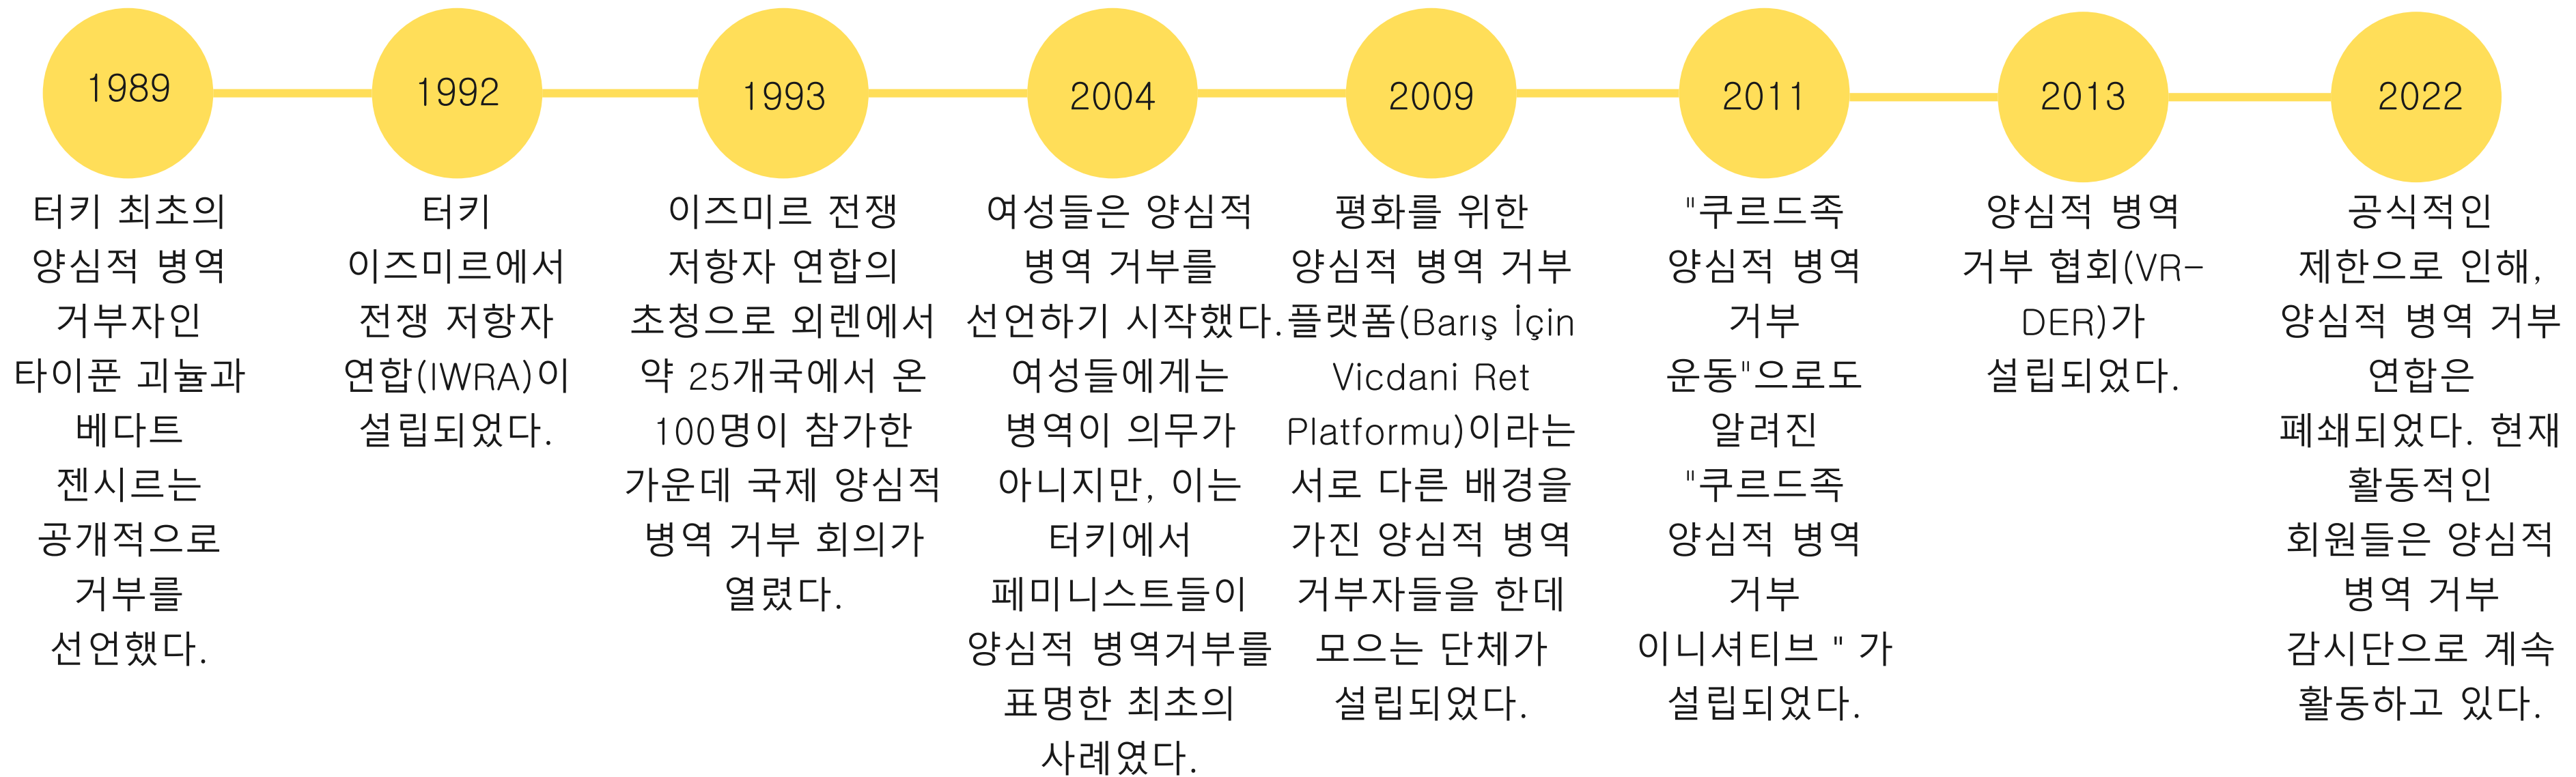 1989
터키 최초의
양심적 병역
거부자인
타이푼 괴뉼과
베다트
젠시르는
공개적으로
거부를
선언했다.
1992
터키
이즈미르에서
전쟁 저항자
연합(IWRA)이
설립되었다.
1993
이즈미르 전쟁
저항자 연합의
초청으로 외렌에서
약 25개국에서 온
100명이 참가한
가운데 국제 양심적
병역 거부 회의가
열렸다.
2004
여성들은 양심적
병역 거부를
선언하기 시작했다.
여성들에게는
병역이 의무가
아니지만, 이는
터키에서
페미니스트들이
양심적 병역거부를
표명한 최초의
사례였다.
2009
평화를 위한
양심적 병역 거부
플랫폼(Barış İçin
Vicdani Ret
Platformu)이라는
서로 다른 배경을
가진 양심적 병역
거부자들을 한데
모으는 단체가
설립되었다.
2011
"쿠르드족
양심적 병역
거부
운동"으로도
알려진
"쿠르드족
양심적 병역
거부
이니셔티브 " 가
설립되었다.
2013
양심적 병역
거부 협회(VR-
DER)가
설립되었다.
2022
공식적인
제한으로 인해,
양심적 병역 거부
연합은
폐쇄되었다. 현재
활동적인
회원들은 양심적
병역 거부
감시단으로 계속
활동하고 있다.